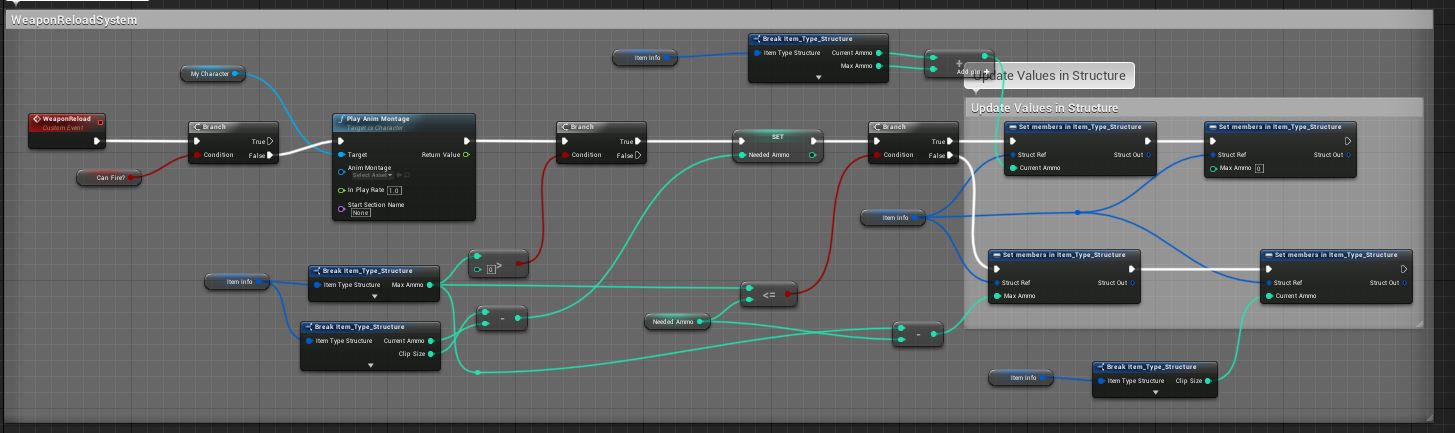 WeaponReloadSystem
Item Info
Break Item_Type_Structure
Item Type Structure
Current Ammo
Max Ammo
+
Add pin +
Update Values in Structure
My Character
WeaponReload
Custom Event
Branch
True
Condition
False
Can Fire?
Play Anim Montage
Target is Character
Target
Return Value
Anim Montage
Select Asset
In Play Rate 1.0
Start Section Name
None
Branch
True
Condition
False
SET
Needed Ammo
Branch
True
Condition
False
Update Values in Structure
Set members in Item_Type_Structure
Struct Ref
Struct Out
Current Ammo
Set members in Item_Type_Structure
Struct Ref
Struct Out
Max Ammo 0
Item Info
Item Info
Break Item_Type_Structure
Item Type Structure
Max Ammo
0 >
Break Item_Type_Structure
Item Type Structure
Current Ammo
Clip Size
-
<=
Needed Ammo
-
Set members in Item_Type_Structure
Struct Ref
Struct Out
Max Ammo
Set members in Item_Type_Structure
Struct Ref
Struct Out
Current Ammo
Item Info
Break Item_Type_Structure
Item Type Structure
Clip Size